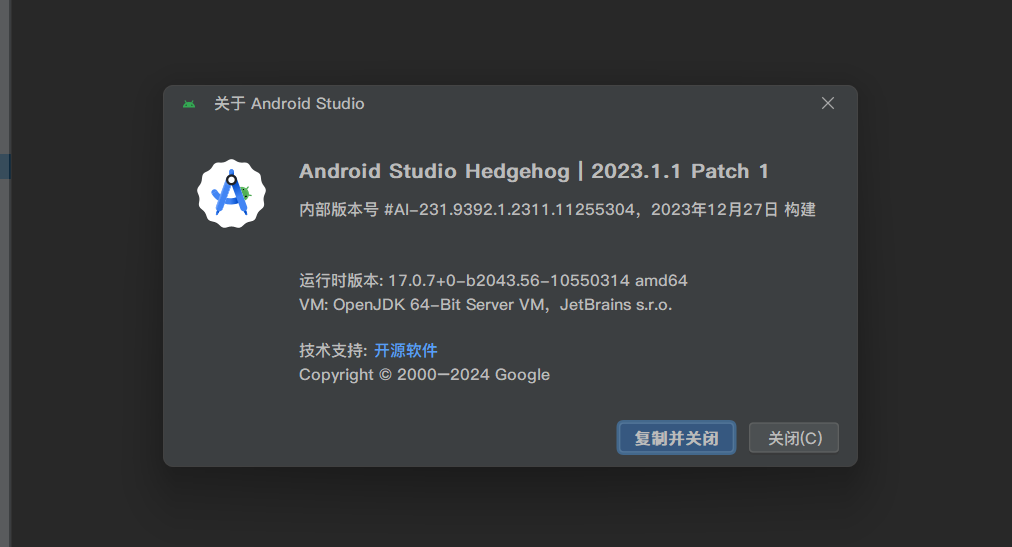 关于 Android Studio
Android Studio Hedgehog | 2023.1.1 Patch 1
内部版本号 #AI-231.9392.1.2311.11255304，2023年12月27日 构建
运行时版本: 17.0.7+0-b2043.56-10550314 amd64
VM: OpenJDK 64-Bit Server VM，JetBrains s.r.o.
技术支持: 开源软件
Copyright © 2000—2024 Google
复制并关闭 关闭(C)